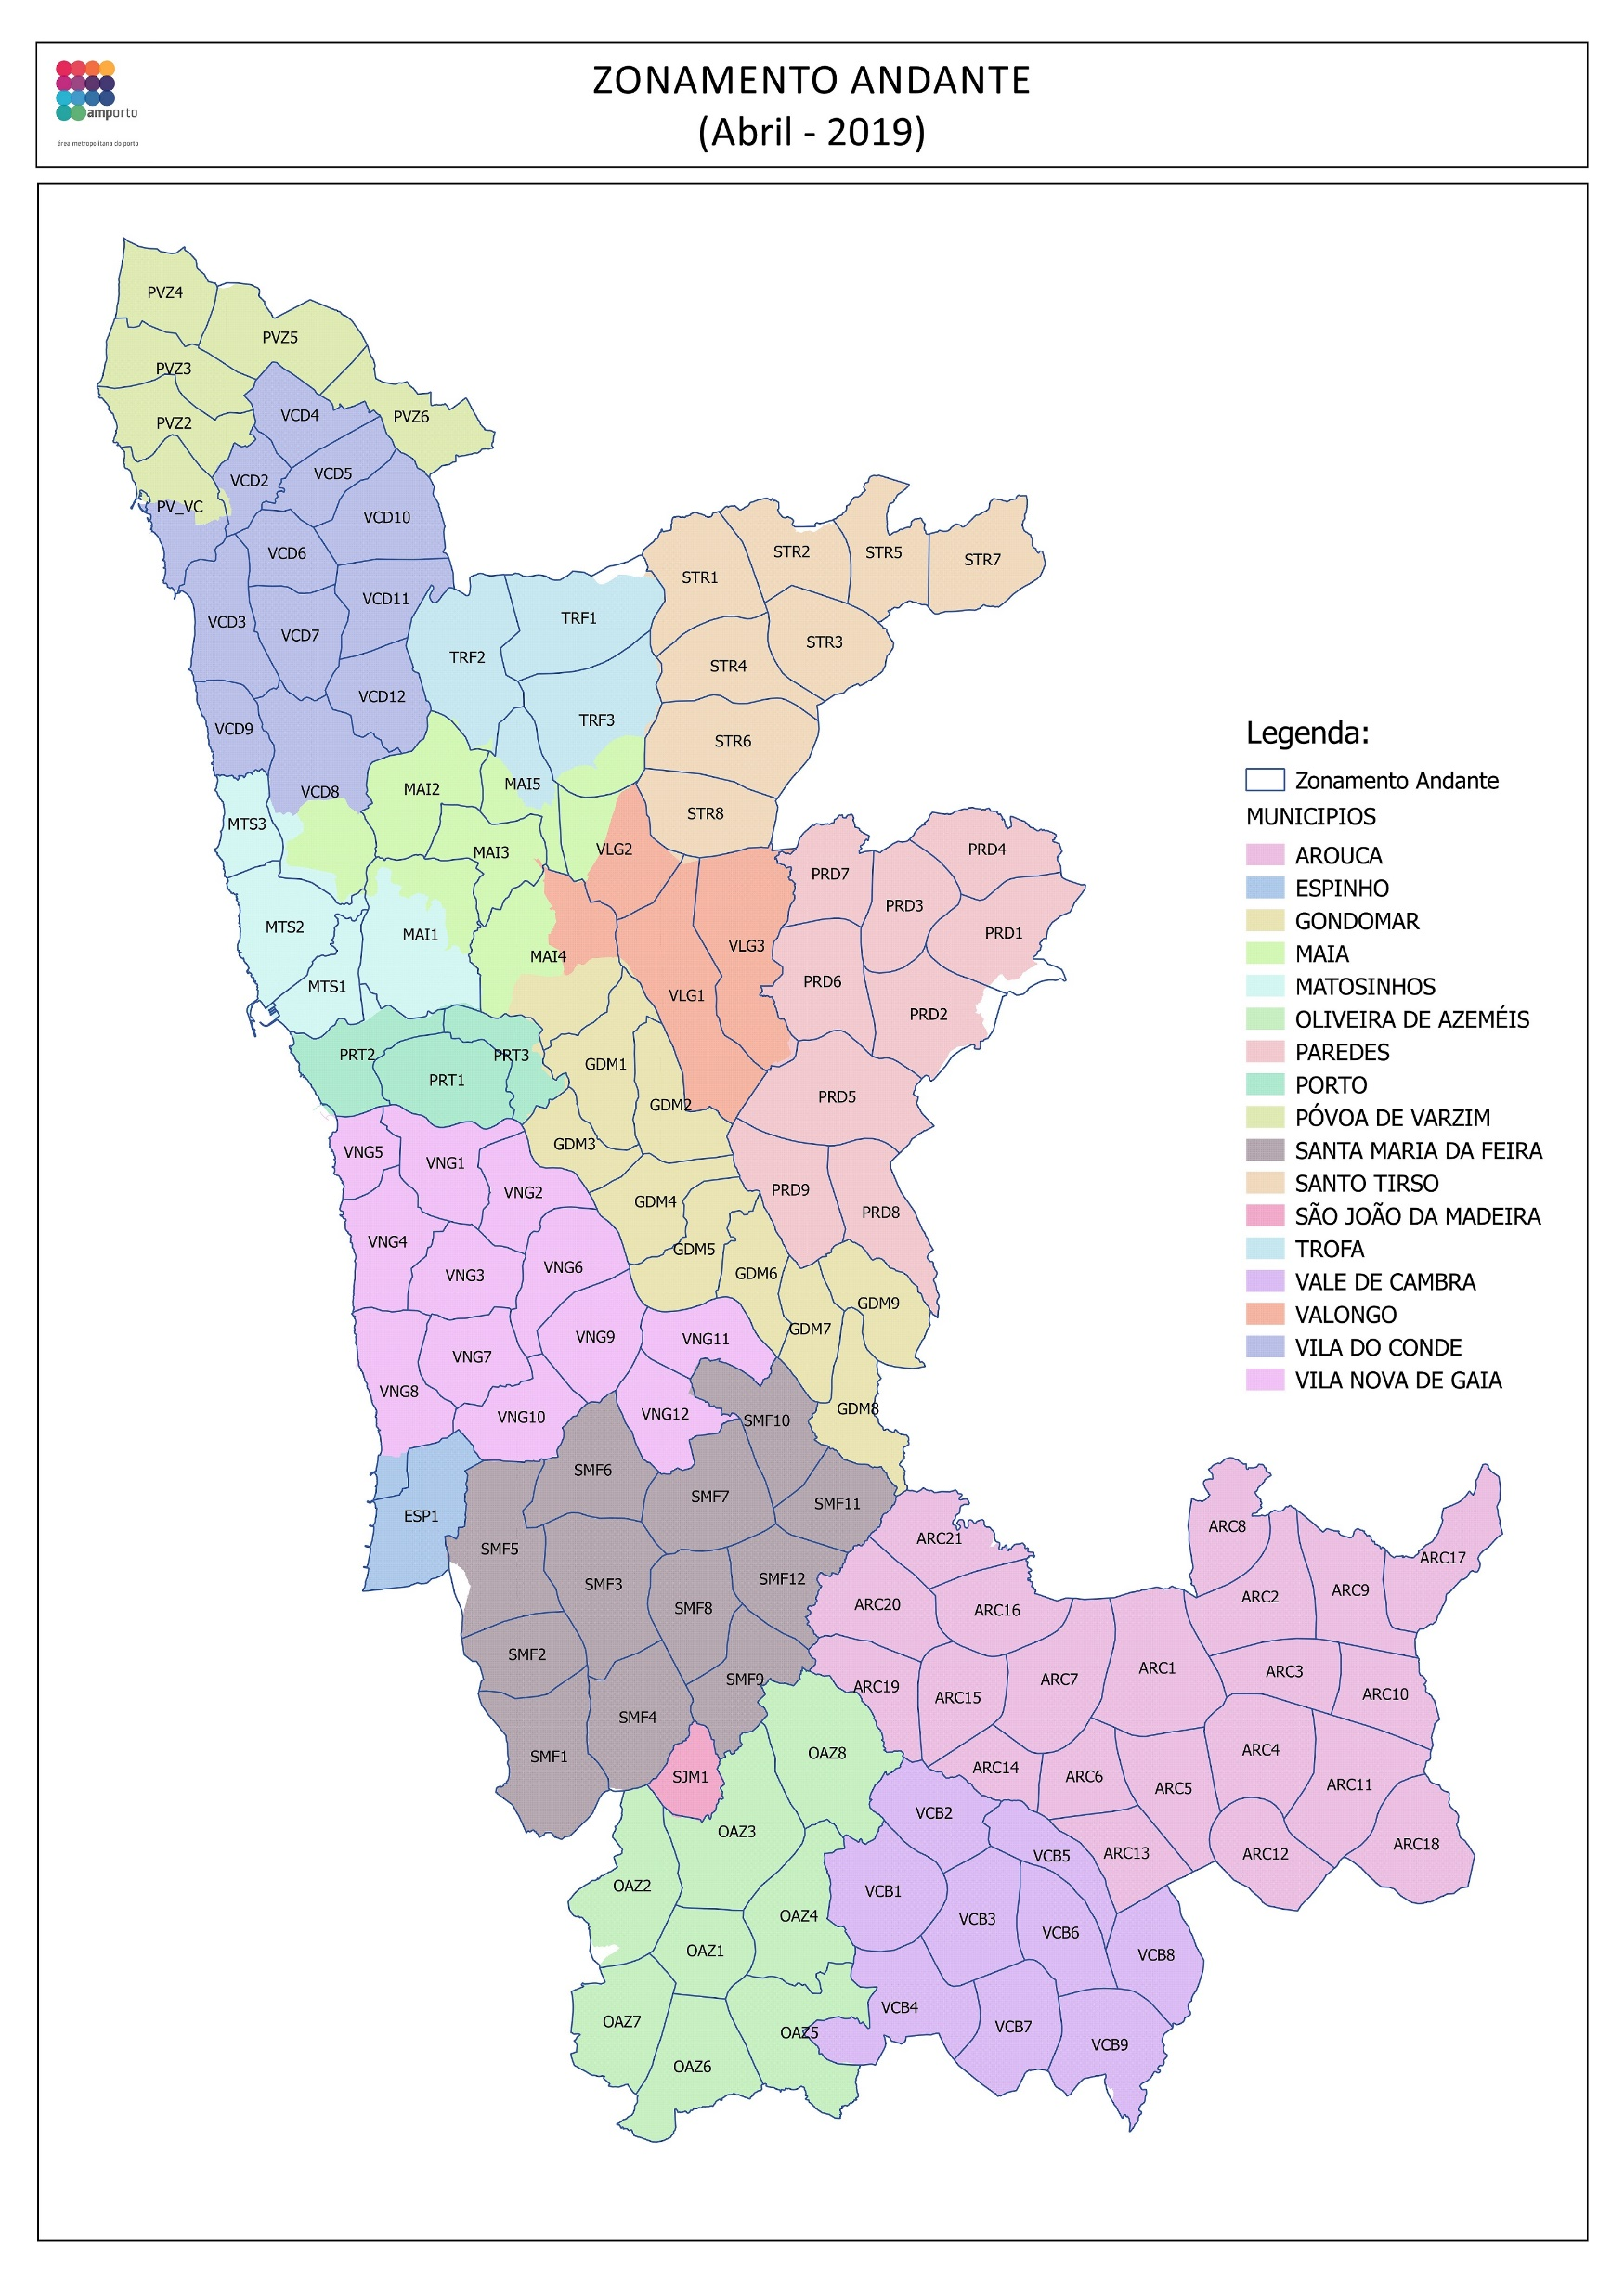 amporto
área metropolitana do porto
ZONAMENTO ANDANTE
(Abril - 2019)
PVZ4
PVZ5
PVZ3
PVZ2
PVZ6
VCD4
VCD5
VCD2
PV_VC
VCD10
VCD6
VCD11
VCD3
VCD7
VCD12
VCD9
VCD8
STR1
STR2
STR5
STR7
STR3
STR4
STR6
STR8
TRF1
TRF2
TRF3
MAI5
MAI2
MAI3
MAI1
MAI4
MTS3
MTS2
MTS1
VLG2
VLG3
VLG1
PRD7
PRD4
PRD3
PRD1
PRD6
PRD2
PRD5
PRD9
PRD8
PRT2
PRT3
PRT1
GDM1
GDM2
GDM3
GDM4
GDM5
GDM6
GDM9
GDM7
GDM8
VNG5
VNG1
VNG2
VNG4
VNG3
VNG6
VNG9
VNG11
VNG7
VNG8
VNG10
VNG12
SMF10
SMF6
SMF7
SMF11
ESP1
SMF5
SMF3
SMF12
SMF8
SMF2
SMF9
SMF4
SMF1
SJM1
ARC21
ARC8
ARC17
ARC9
ARC2
ARC20
ARC16
ARC1
ARC3
ARC7
ARC19
ARC15
ARC10
ARC4
ARC14
ARC6
ARC5
ARC11
ARC13
ARC12
ARC18
OAZ8
OAZ3
OAZ2
OAZ4
OAZ1
OAZ7
OAZ5
OAZ6
VCB2
VCB5
VCB1
VCB3
VCB6
VCB8
VCB4
VCB7
VCB9
Legenda:
Zonamento Andante
MUNICIPIOS
AROUCA
ESPINHO
GONDOMAR
MAIA
MATOSINHOS
OLIVEIRA DE AZEMÉIS
PAREDES
PORTO
PÓVOA DE VARZIM
SANTA MARIA DA FEIRA
SANTO TIRSO
SÃO JOÃO DA MADEIRA
TROFA
VALE DE CAMBRA
VALONGO
VILA DO CONDE
VILA NOVA DE GAIA